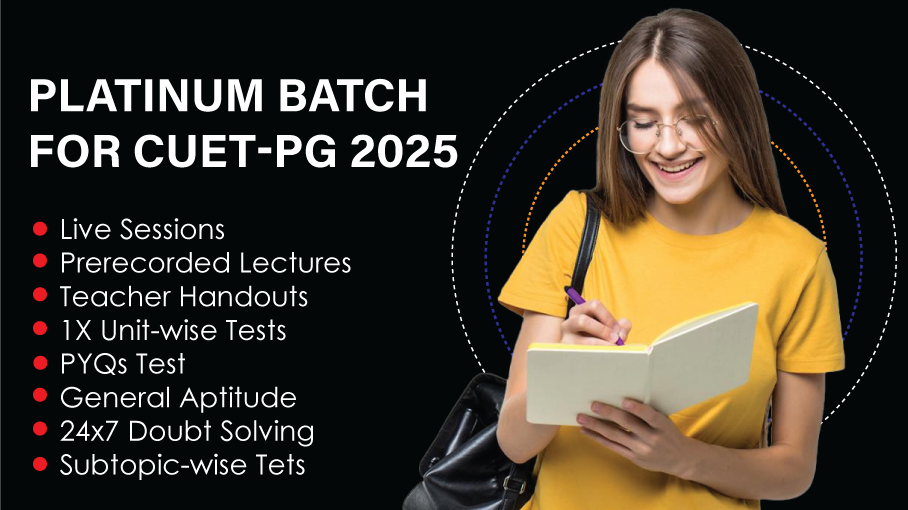 PLATINUM BATCH
FOR CUET-PG 2025
Live Sessions
Prerecorded Lectures
Teacher Handouts
1X Unit-wise Tests
PYQs Test
General Aptitude
24x7 Doubt Solving
Subtopic-wise Tets